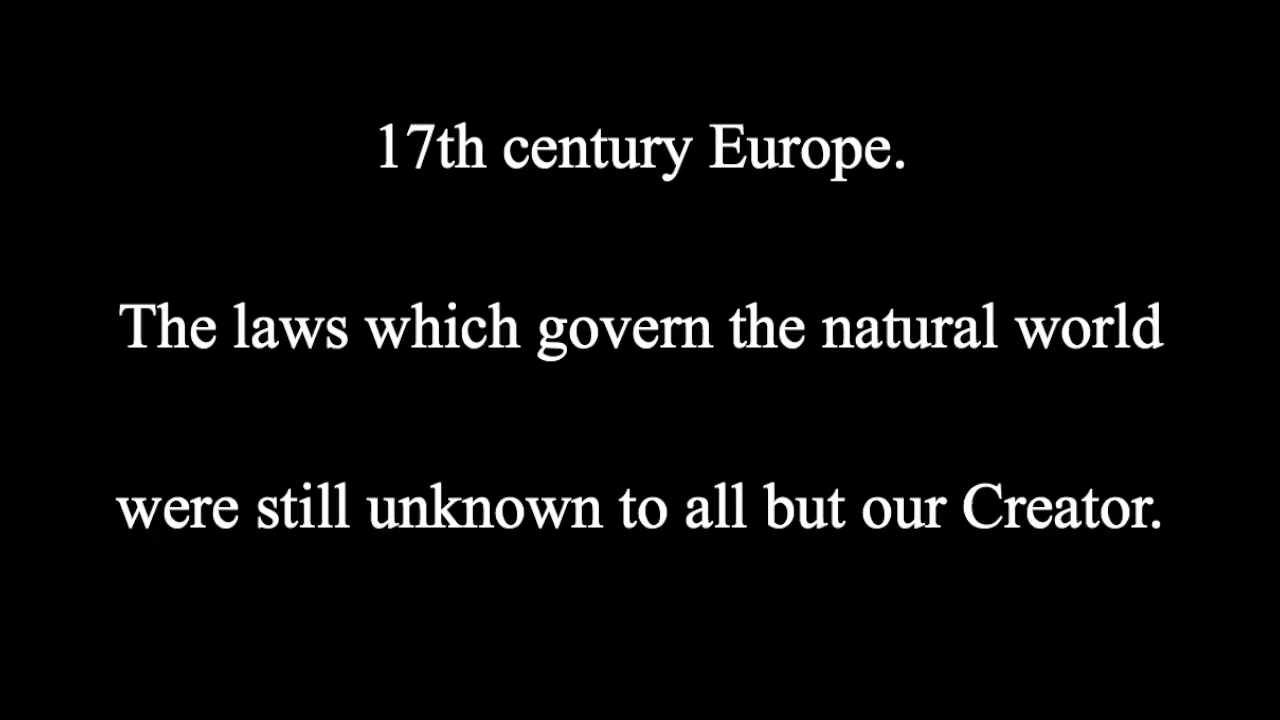 17th century Europe.
The laws which govern the natural world
were still unknown to all but our Creator.